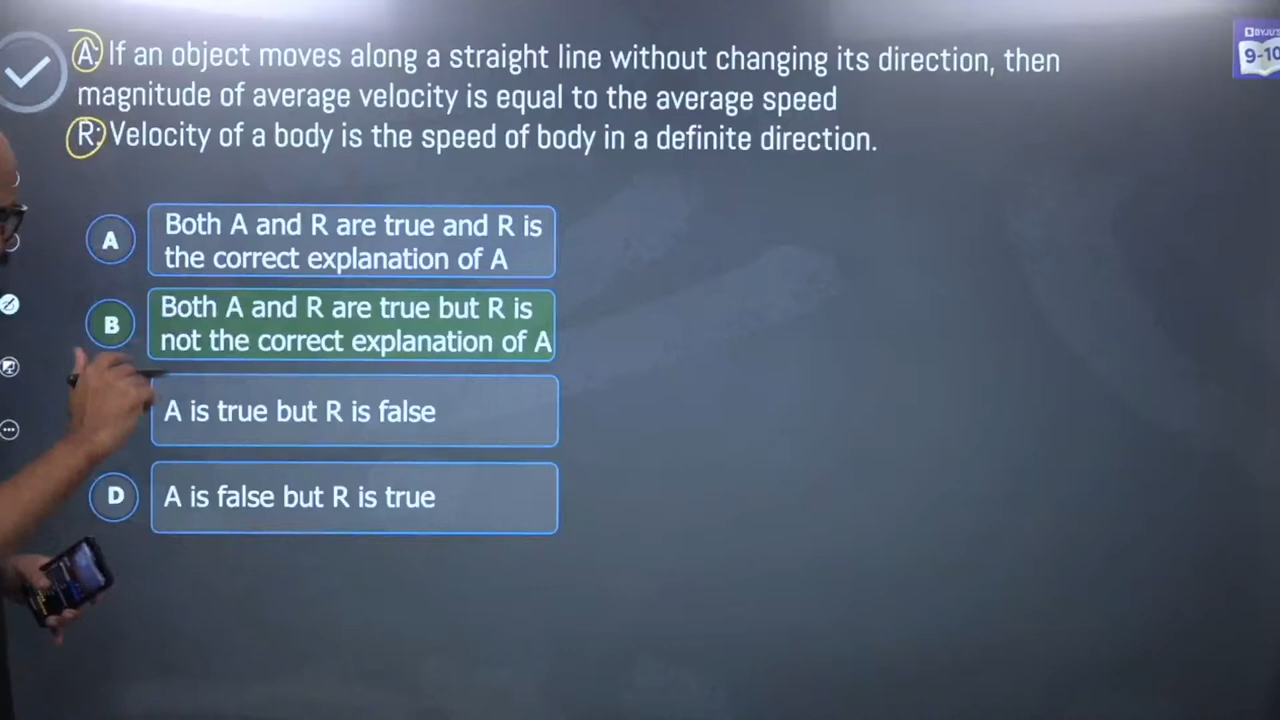 A: If an object moves along a straight line without changing its direction, then
magnitude of average velocity is equal to the average speed
R: Velocity of a body is the speed of body in a definite direction.
BYJU'S
9-10
A
Both A and R are true and R is
the correct explanation of A
B
Both A and R are true but R is
not the correct explanation of A
A is true but R is false
D
A is false but R is true